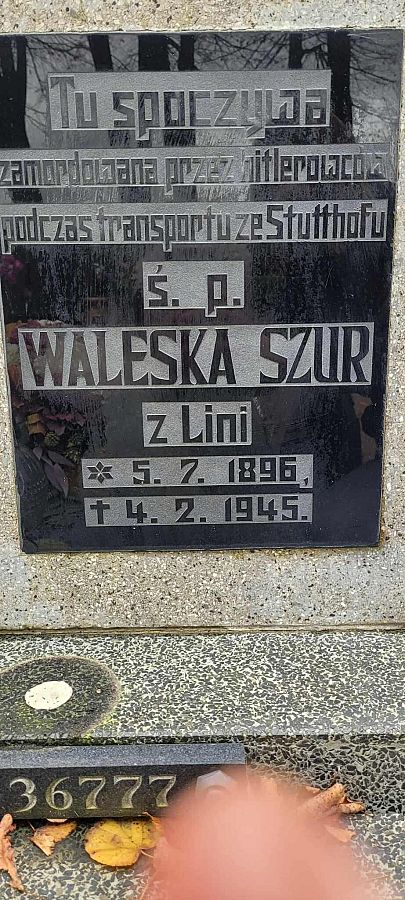 Tu spoczywa
zamordowana przez hitlerowców
podczas transportu ze Stutthofu
ś. p.
WALESKA SZUR
z Lini
* 5. 7. 1896,
† 4. 2. 1945.
36777